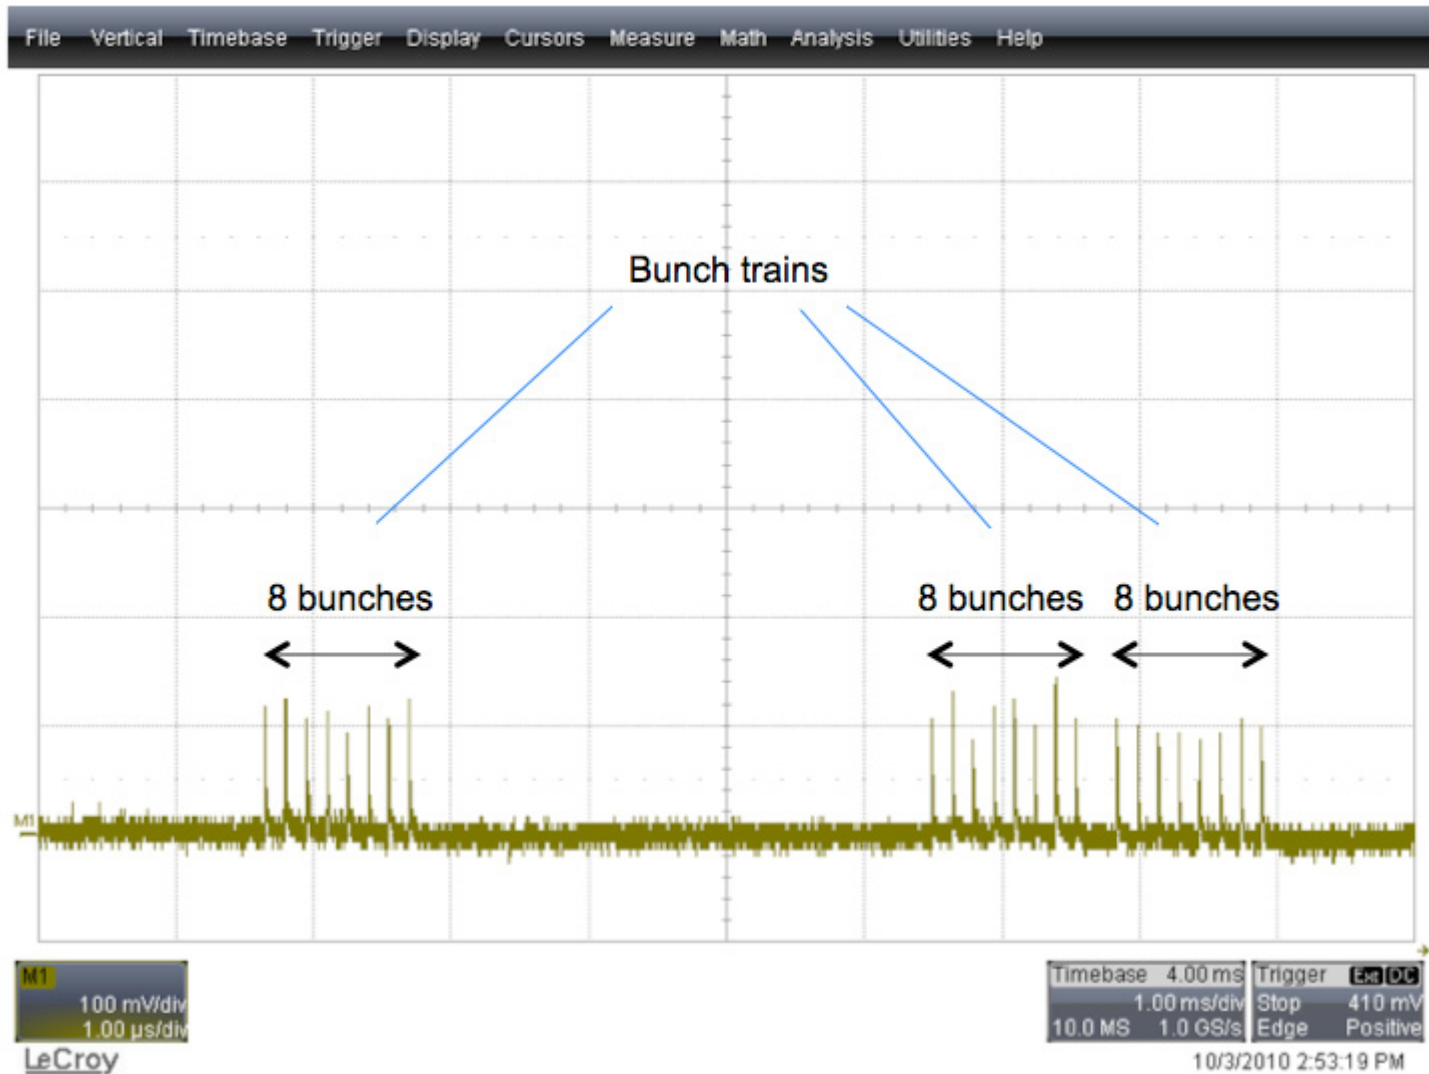 File Vertical Timebase Trigger Display Cursors Measure Math Analysis Utilities Help
Bunch trains
8 bunches 8 bunches 8 bunches
M1
M1
100 mV/div
1.00 µs/div
LeCroy
Timebase 4.00 ms
1.00 ms/div
10.0 MS 1.0 GS/s
Trigger Ext DC
Stop 410 mV
Edge Positive
10/3/2010 2:53:19 PM